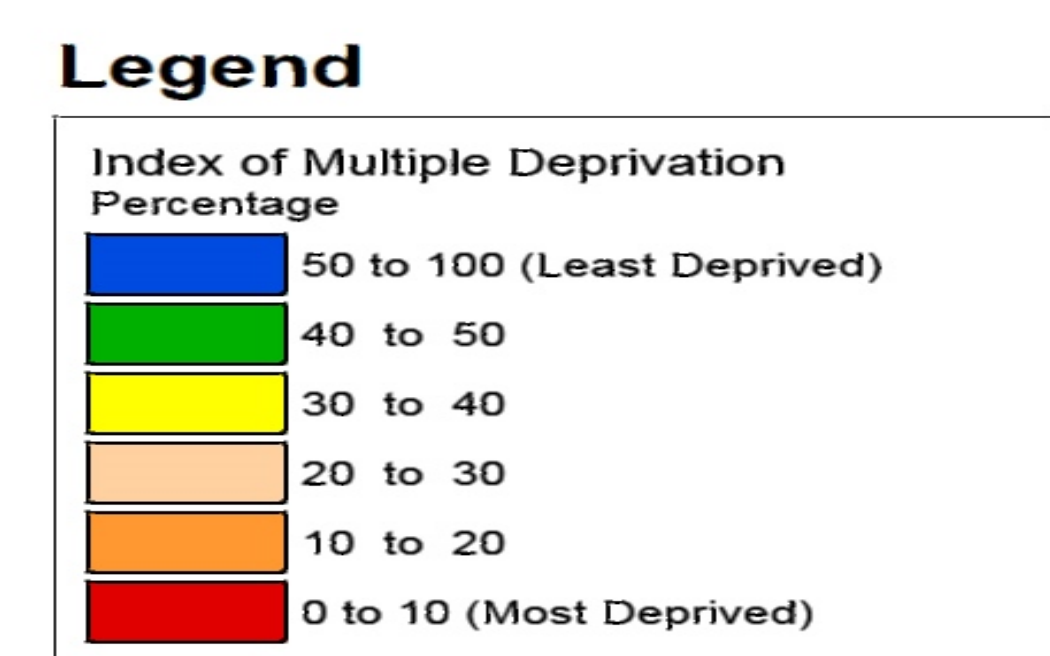 Legend
Index of Multiple Deprivation
Percentage
50 to 100 (Least Deprived)
40 to 50
30 to 40
20 to 30
10 to 20
0 to 10 (Most Deprived)